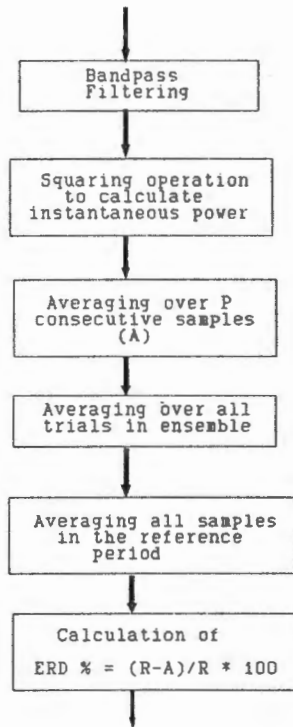 Bandpass
Filtering
Squaring operation
to calculate
instantaneous power
Averaging over P
consecutive samples
(A)
Averaging over all
trials in ensemble
Averaging all samples
in the reference
period
Calculation of
ERD % = (R-A)/R * 100